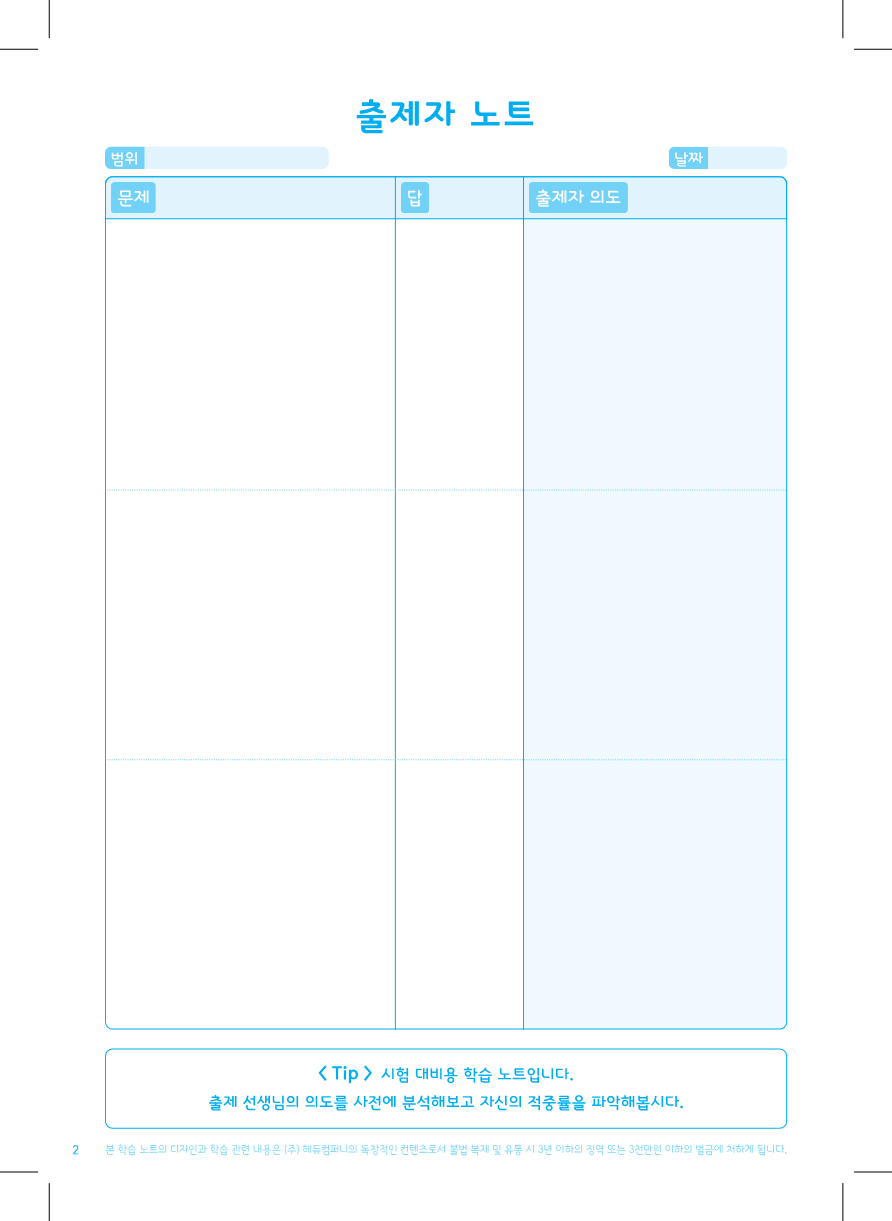 출제자 노트
범위
날짜
문제 답 출제자 의도
< Tip > 시험 대비용 학습 노트입니다.
출제 선생님의 의도를 사전에 분석해보고 자신의 적중률을 파악해봅시다.
2 본 학습 노트의 디자인과 학습 관련 내용은 (주) 헤듀컴퍼니의 독창적인 컨텐츠로서 불법 복제 및 유통 시 3년 이하의 징역 또는 3천만원 이하의 벌금에 처하게 됩니다.